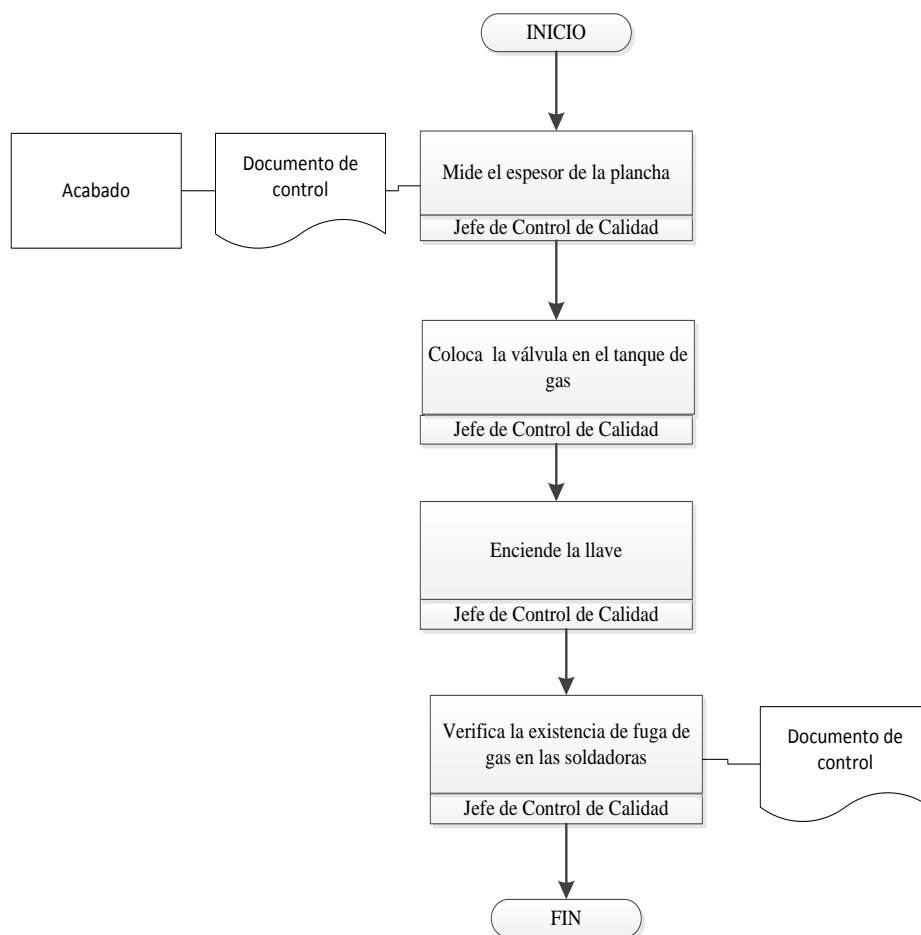 INICIO
Acabado
Documento de
control
Mide el espesor de la plancha
Jefe de Control de Calidad
Coloca la válvula en el tanque de
gas
Jefe de Control de Calidad
Enciende la llave
Jefe de Control de Calidad
Verifica la existencia de fuga de
gas en las soldadoras
Jefe de Control de Calidad
Documento de
control
FIN